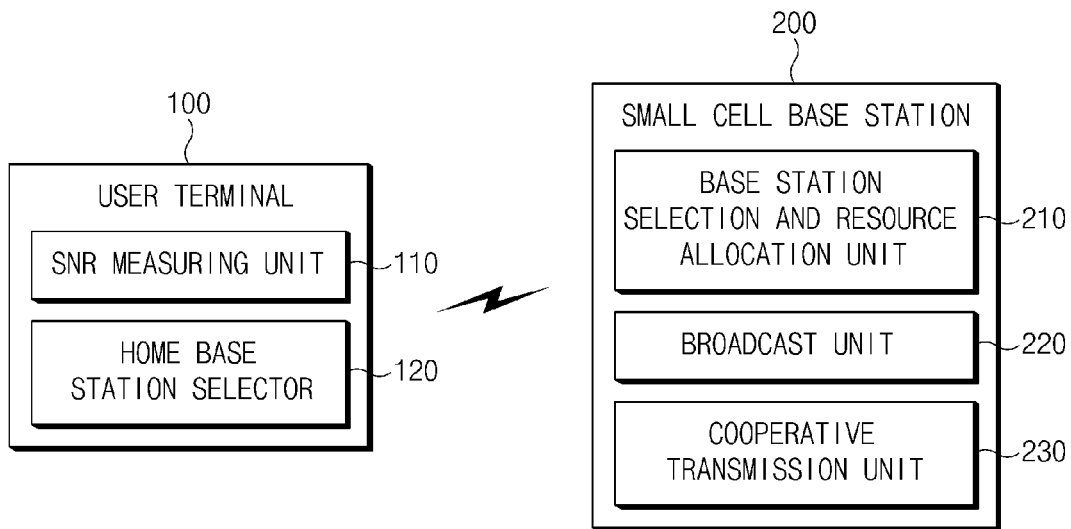 100
USER TERMINAL
SNR MEASURING UNIT
110
HOME BASE
STATION SELECTOR
120
200
SMALL CELL BASE STATION
BASE STATION
SELECTION AND RESOURCE
ALLOCATION UNIT
210
BROADCAST UNIT
220
COOPERATIVE
TRANSMISSION UNIT
230